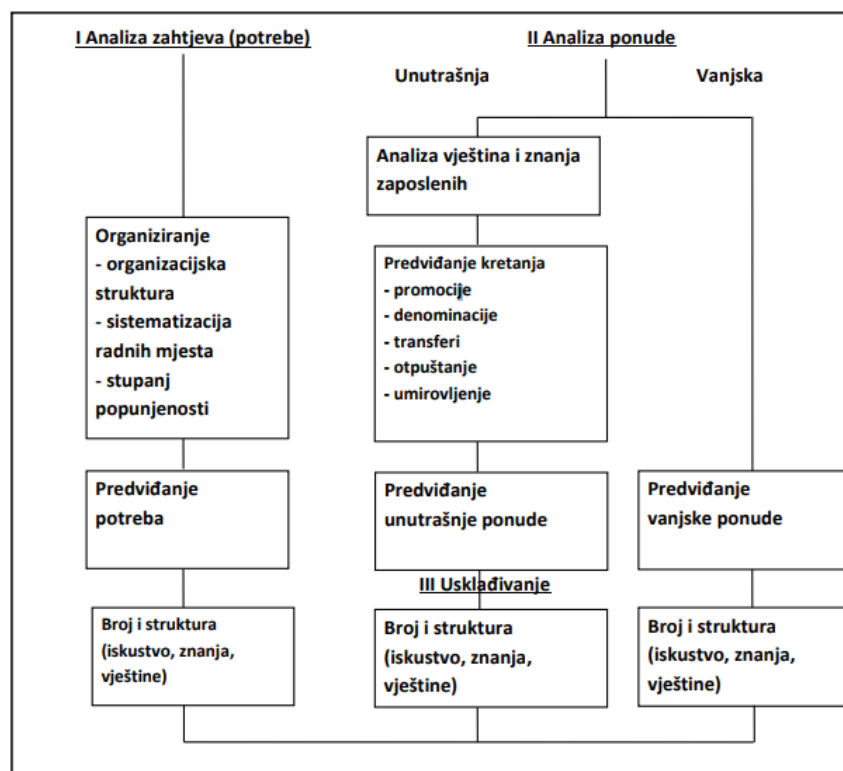 I Analiza zahtjeva (potrebe)
II Analiza ponude
Unutrašnja
Vanjska
Analiza vještina i znanja
zaposlenih
Organiziranje
- organizacijska
struktura
- sistematizacija
radnih mjesta
- stupanj
popunjenosti
Predviđanje kretanja
- promocije
- denominacije
- transferi
- otpuštanje
- umirovljenje
Predviđanje
potreba
Predviđanje
unutrašnje ponude
Predviđanje
vanjske ponude
III Usklađivanje
Broj i struktura
(iskustvo, znanja,
vještine)
Broj i struktura
(iskustvo, znanja,
vještine)
Broj i struktura
(iskustvo, znanja,
vještine)